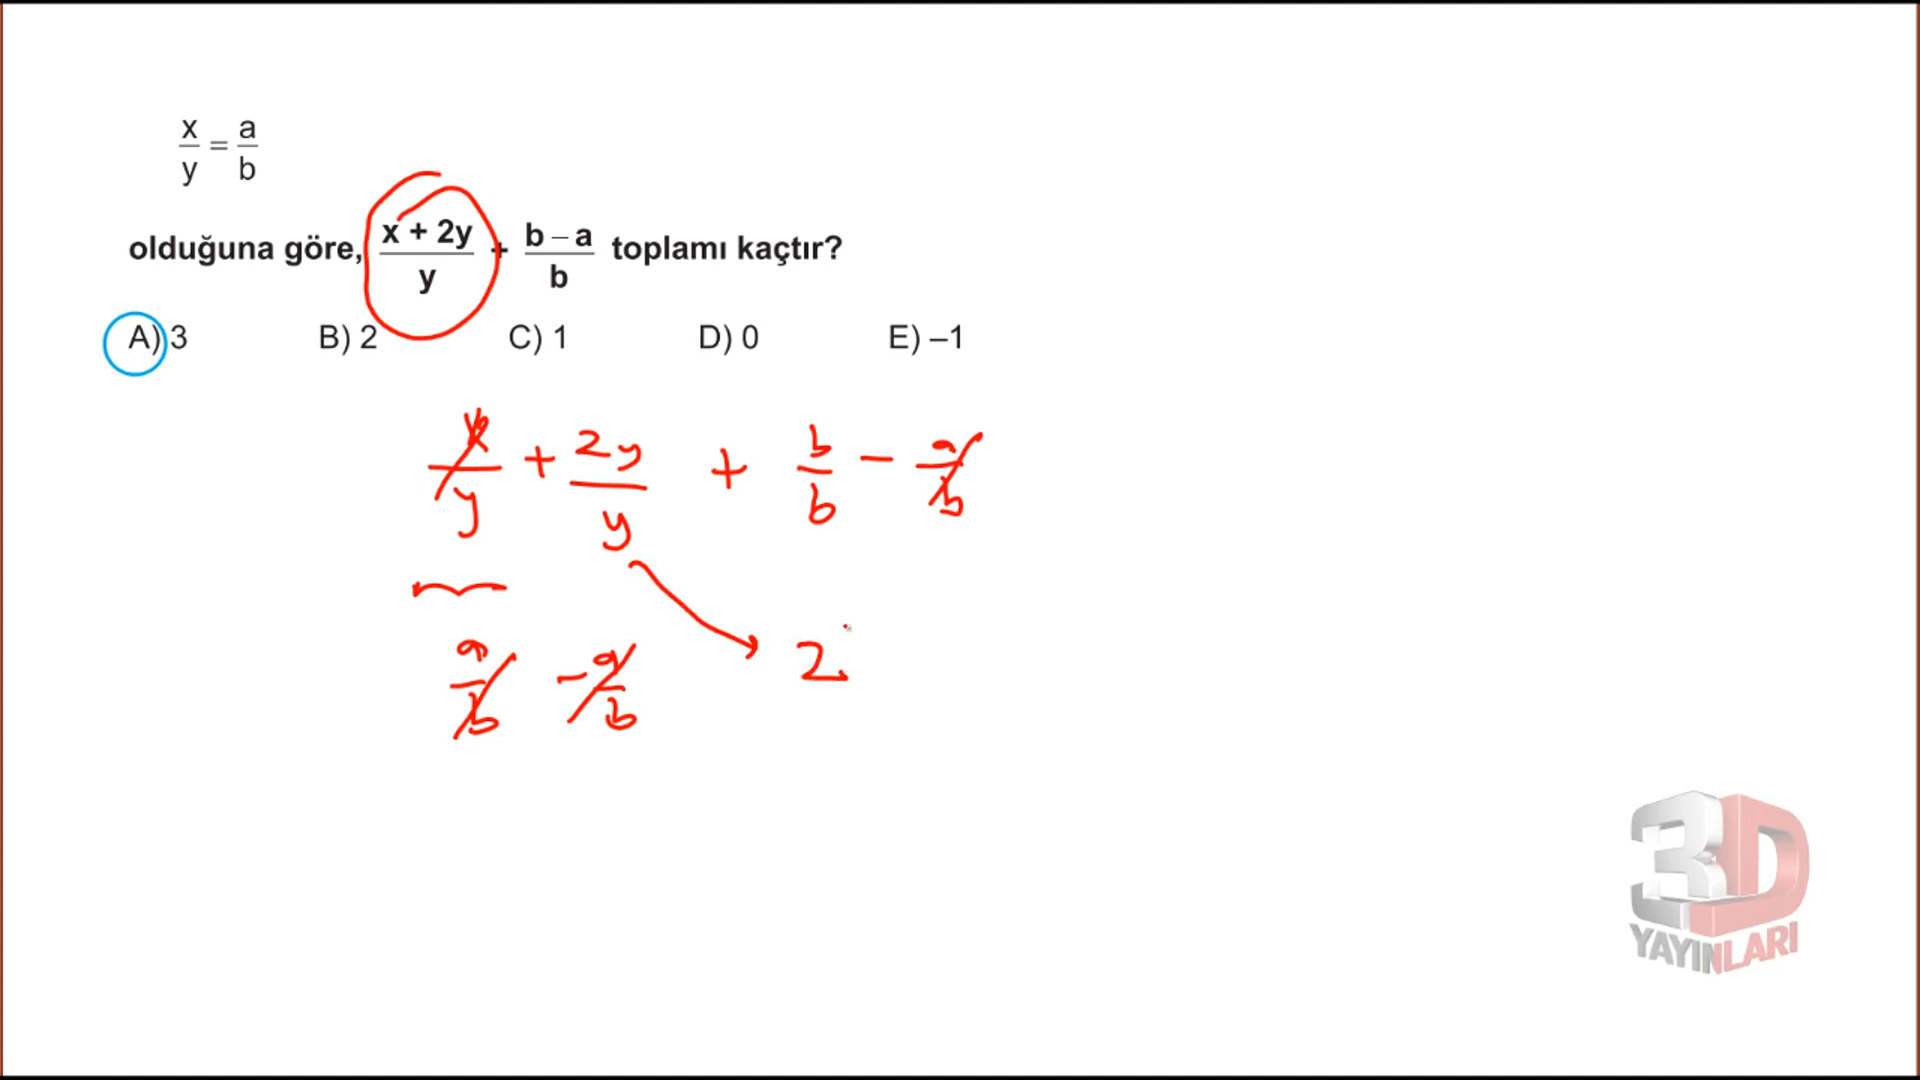 x/y = a/b
olduğuna göre, (x + 2y)/y + (b – a)/b toplamı kaçtır?
A) 3 B) 2 C) 1 D) 0 E) –1
x/y + 2y/y + b/b – a/b
a/b – a/b 2
3D
YAYINLARI